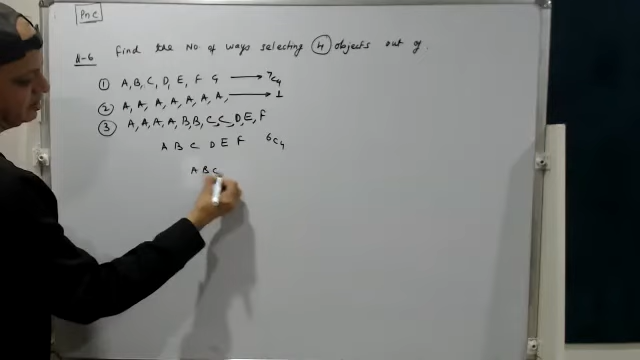 PnC
Q-6 Find the No of ways selecting 4 objects out of.
① A, B, C, D, E, F G ⟶ ⁷C₄
② A, A, A, A, A, A, A, ⟶ 1
③ A, A, A, A, B, B, C, C, D, E, F
A B C D E F ⁶C₄
A B C